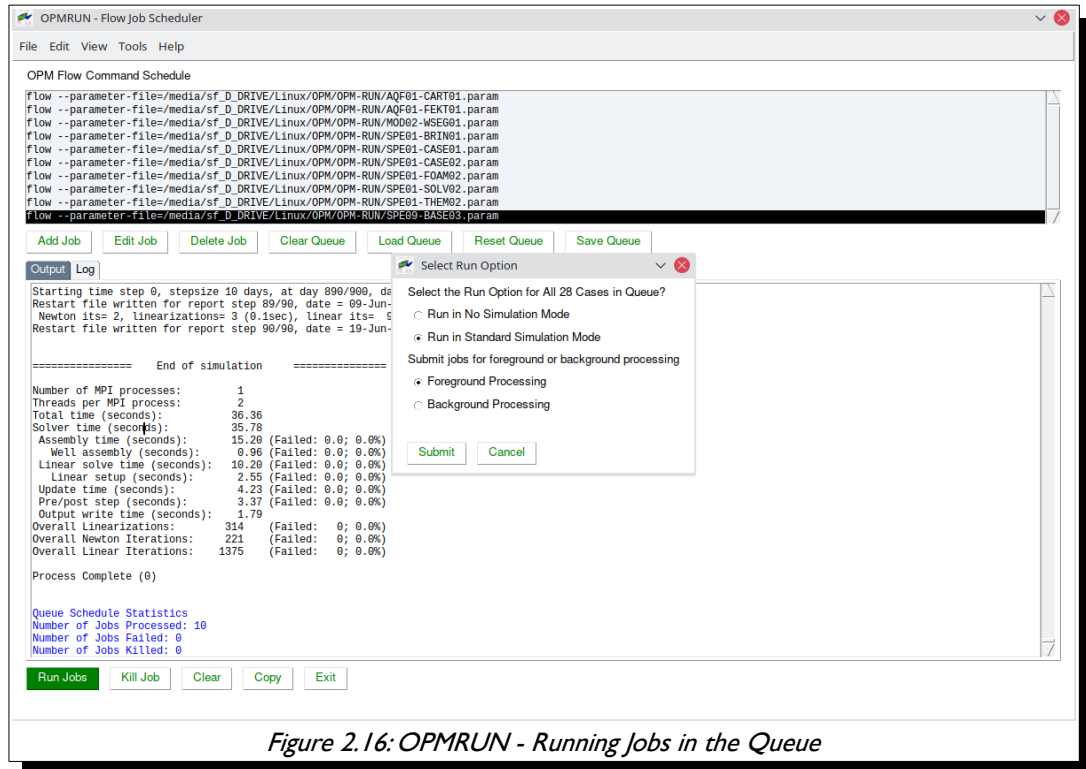 OPMRUN - Flow Job Scheduler
File Edit View Tools Help
OPM Flow Command Schedule
flow --parameter-file=/media/sf_D_DRIVE/Linux/OPM/OPM-RUN/AQF01-CART01.param
flow --parameter-file=/media/sf_D_DRIVE/Linux/OPM/OPM-RUN/AQF01-FEKT01.param
flow --parameter-file=/media/sf_D_DRIVE/Linux/OPM/OPM-RUN/MOD02-WSEG01.param
flow --parameter-file=/media/sf_D_DRIVE/Linux/OPM/OPM-RUN/SPE01-BRIN01.param
flow --parameter-file=/media/sf_D_DRIVE/Linux/OPM/OPM-RUN/SPE01-CASE01.param
flow --parameter-file=/media/sf_D_DRIVE/Linux/OPM/OPM-RUN/SPE01-CASE02.param
flow --parameter-file=/media/sf_D_DRIVE/Linux/OPM/OPM-RUN/SPE01-FOAM02.param
flow --parameter-file=/media/sf_D_DRIVE/Linux/OPM/OPM-RUN/SPE01-SOLV02.param
flow --parameter-file=/media/sf_D_DRIVE/Linux/OPM/OPM-RUN/SPE01-THEM02.param
flow --parameter-file=/media/sf_D_DRIVE/Linux/OPM/OPM-RUN/SPE09-BASE03.param
Add Job Edit Job Delete Job Clear Queue Load Queue Reset Queue Save Queue
Output Log
Starting time step 0, stepsize 10 days, at day 890/900, da
Restart file written for report step 89/90, date = 09-Jun-
Newton its= 2, linearizations= 3 (0.1sec), linear its= 9
Restart file written for report step 90/90, date = 19-Jun-
================ End of simulation ===============
Number of MPI processes: 1
Threads per MPI process: 2
Total time (seconds): 36.36
Solver time (seconds): 35.78
Assembly time (seconds): 15.20 (Failed: 0.0; 0.0%)
Well assembly (seconds): 0.96 (Failed: 0.0; 0.0%)
Linear solve time (seconds): 10.20 (Failed: 0.0; 0.0%)
Linear setup (seconds): 2.55 (Failed: 0.0; 0.0%)
Update time (seconds): 4.23 (Failed: 0.0; 0.0%)
Pre/post step (seconds): 3.37 (Failed: 0.0; 0.0%)
Output write time (seconds): 1.79
Overall Linearizations: 314 (Failed: 0; 0.0%)
Overall Newton Iterations: 221 (Failed: 0; 0.0%)
Overall Linear Iterations: 1375 (Failed: 0; 0.0%)
Process Complete (0)
Queue Schedule Statistics
Number of Jobs Processed: 10
Number of Jobs Failed: 0
Number of Jobs Killed: 0
Select Run Option
Select the Run Option for All 28 Cases in Queue?
Run in No Simulation Mode
Run in Standard Simulation Mode
Submit jobs for foreground or background processing
Foreground Processing
Background Processing
Submit Cancel
Run Jobs Kill Job Clear Copy Exit
Figure 2.16: OPMRUN - Running Jobs in the Queue